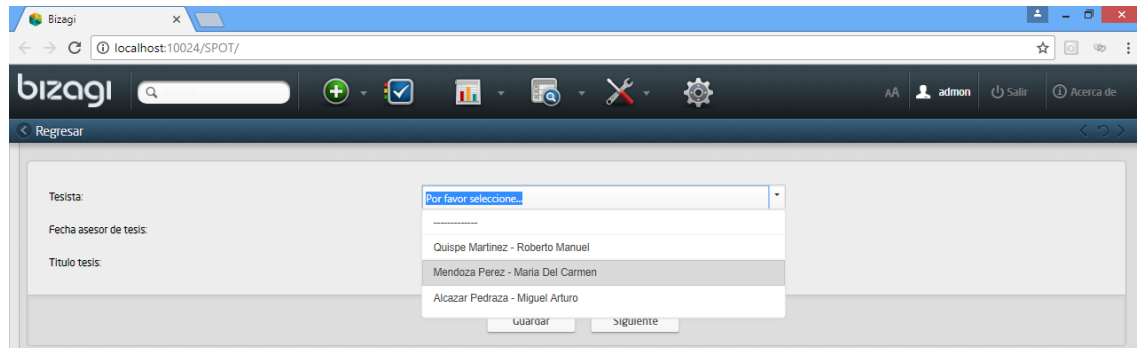 Bizagi
localhost:10024/SPOT/
bizagi
AA admon Salir Acerca de
Regresar
Tesista:
Por favor seleccione...
-------------
Fecha asesor de tesis:
Quispe Martinez - Roberto Manuel
Titulo tesis:
Mendoza Perez - Maria Del Carmen
Alcazar Pedraza - Miguel Arturo
Guardar Siguiente